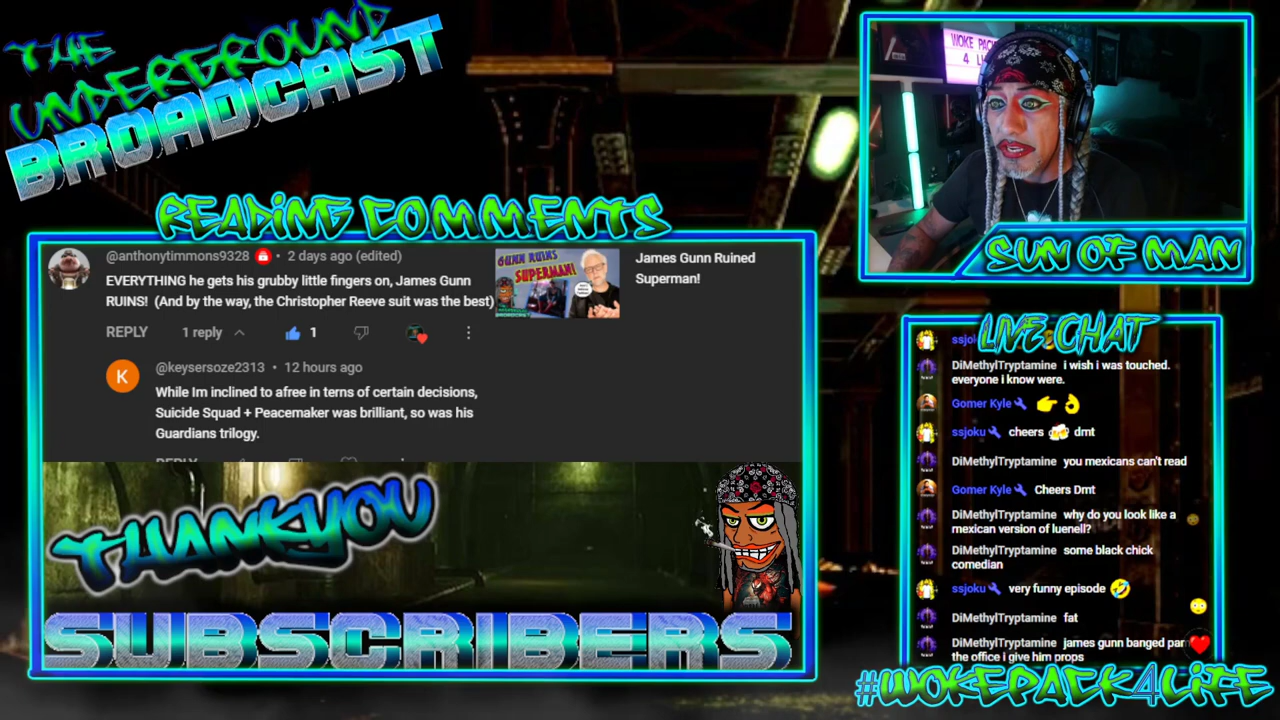 THE
UNDERGROUND
BROADCAST
WOKE PAC
4 L
SUN OF MAN
READING COMMENTS
@anthonytimmons9328 • 2 days ago (edited)
EVERYTHING he gets his grubby little fingers on, James Gunn
RUINS! (And by the way, the Christopher Reeve suit was the best)
REPLY 1 reply 1
GUNN RUINS
SUPERMAN!
James Gunn Ruined
Superman!
K
@keysersoze2313 • 12 hours ago
While Im inclined to afree in terns of certain decisions,
Suicide Squad + Peacemaker was brilliant, so was his
Guardians trilogy.
REPLY
THANKYOU
SUBSCRIBERS
LIVE CHAT
ssjo
DiMethylTryptamine i wish i was touched.
everyone i know were.
Gomer Kyle 👉👌
ssjoku cheers 🍻 dmt
DiMethylTryptamine you mexicans can't read
Gomer Kyle Cheers Dmt
DiMethylTryptamine why do you look like a
mexican version of luenell?
DiMethylTryptamine some black chick
comedian
ssjoku very funny episode 🤣
DiMethylTryptamine fat
DiMethylTryptamine james gunn banged par
the office i give him props
#WOKEPACK4LIFE